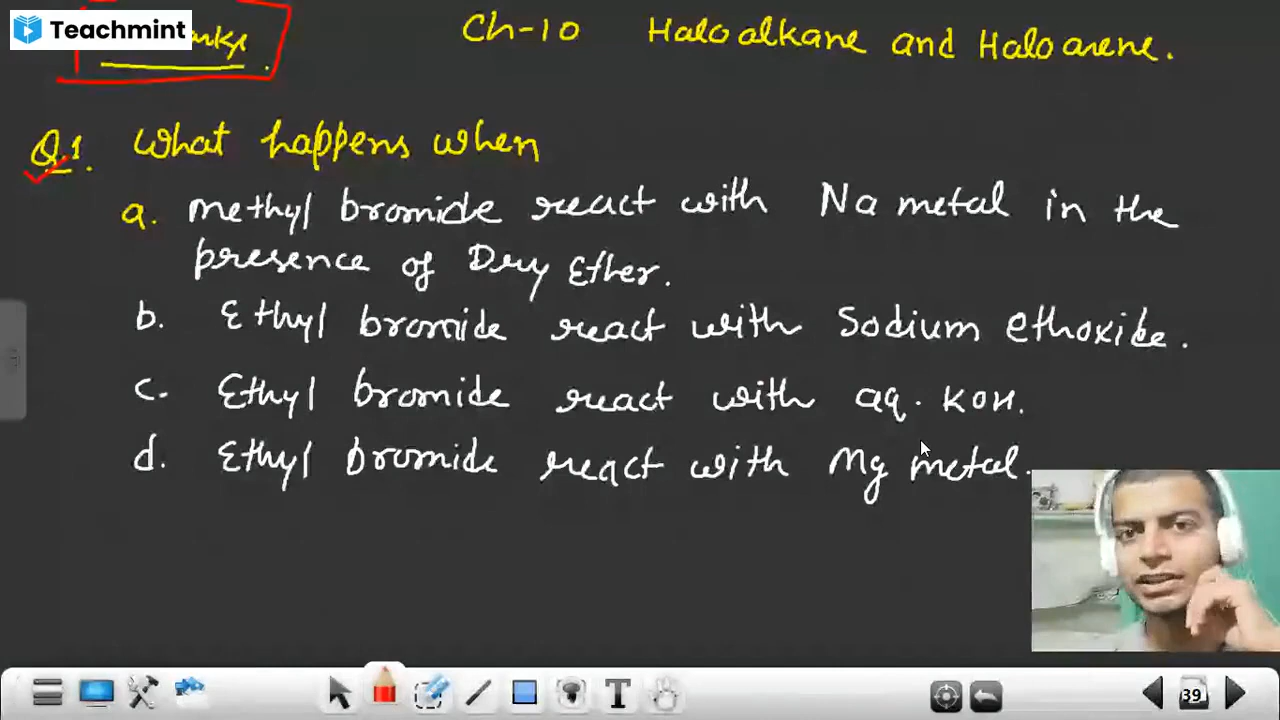 Teachmint
Ch-10 Haloalkane and Haloarene.
Q1. What happens when
a. Methyl bromide react with Na metal in the
presence of Dry Ether.
b. Ethyl bromide react with Sodium ethoxide.
c. Ethyl bromide react with aq. KOH.
d. Ethyl bromide react with Mg metal.
T
39